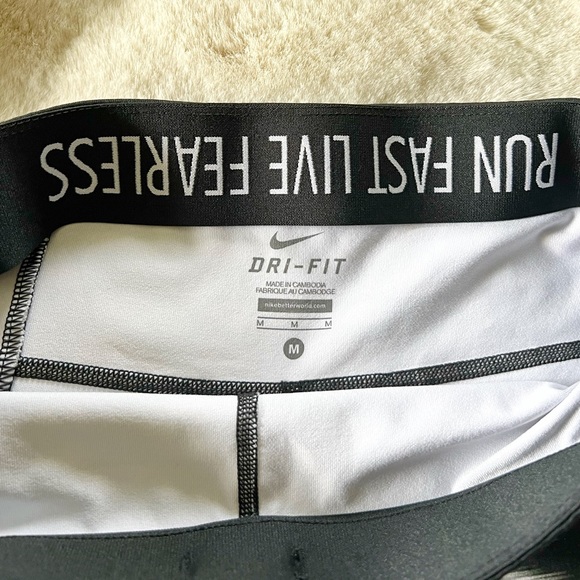 RUN FAST LIVE FEARLESS
DRI-FIT
MADE IN CAMBODIA
FABRIQUE AU CAMBODGE
nikebetterworld.com
M M M
M